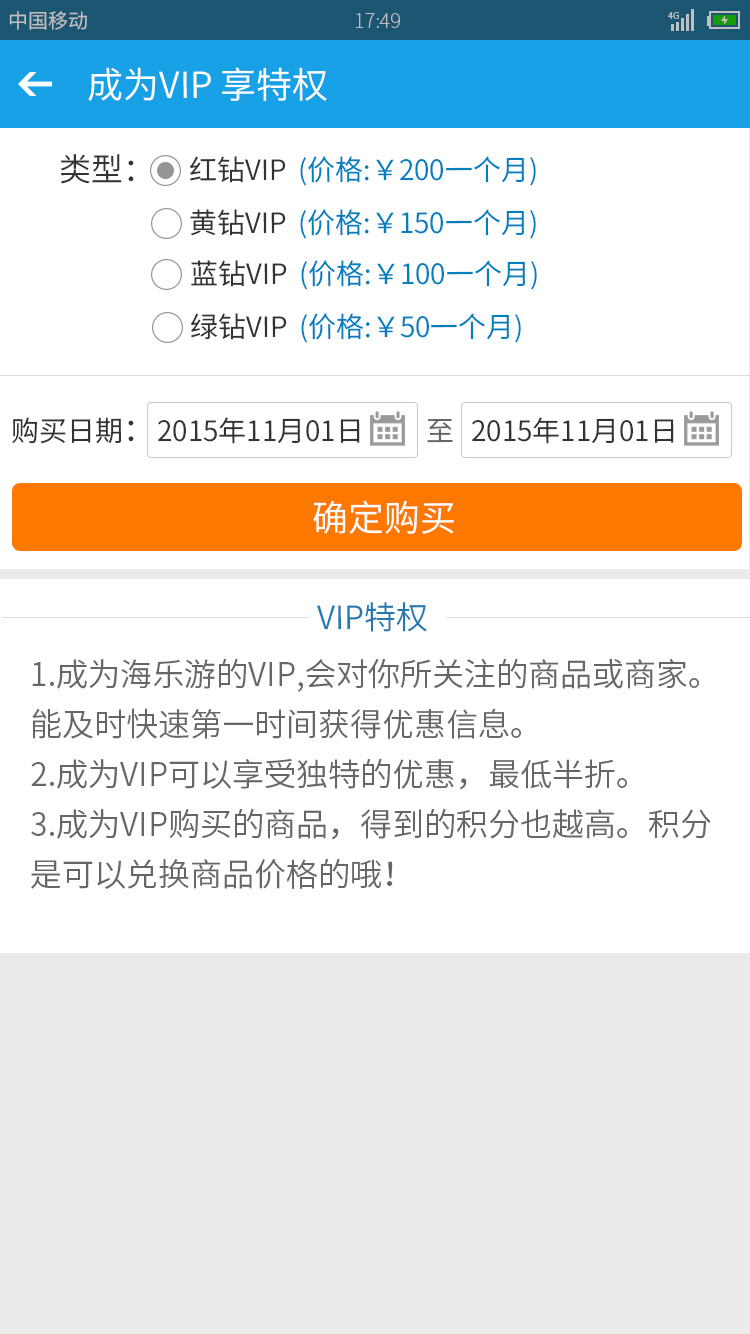 中国移动 17:49 4G
成为VIP 享特权
类型： 红钻VIP (价格:￥200一个月)
黄钻VIP (价格:￥150一个月)
蓝钻VIP (价格:￥100一个月)
绿钻VIP (价格:￥50一个月)
购买日期： 2015年11月01日 至 2015年11月01日
确定购买
VIP特权
1.成为海乐游的VIP,会对你所关注的商品或商家。
能及时快速第一时间获得优惠信息。
2.成为VIP可以享受独特的优惠，最低半折。
3.成为VIP购买的商品，得到的积分也越高。积分
是可以兑换商品价格的哦！